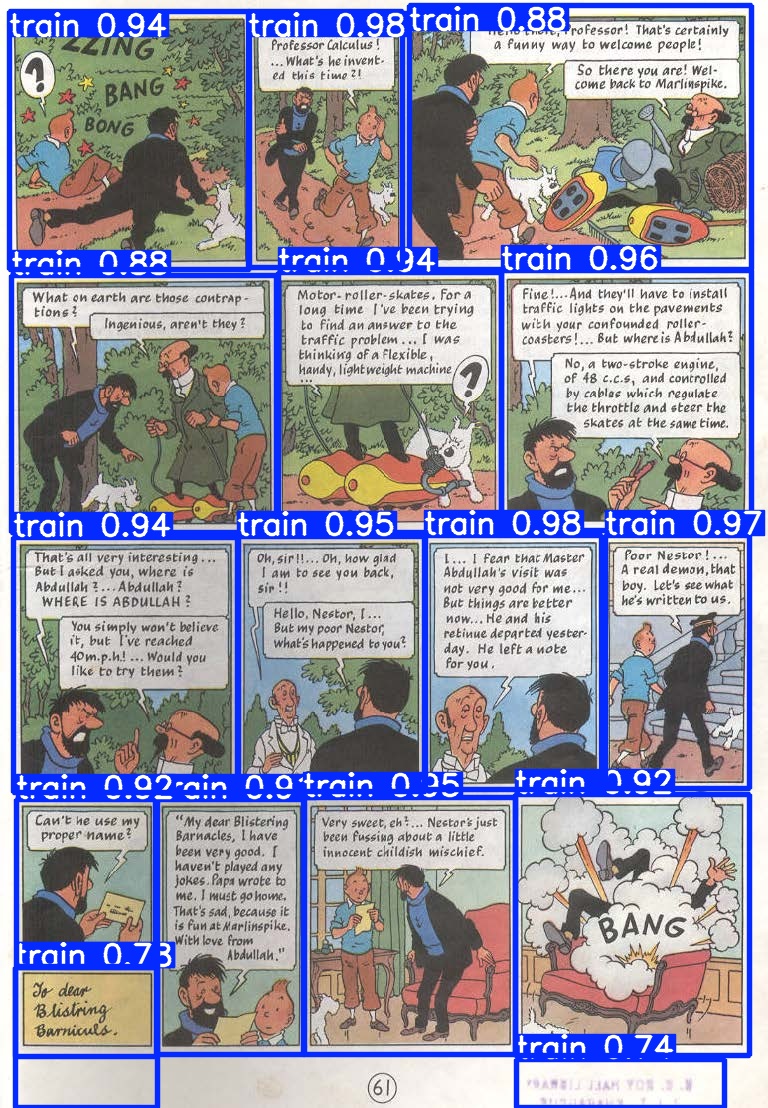 train 0.94
train 0.98
train 0.88
ZZING
BANG
BONG
?
Professor Calculus!
...What's he invent-
ed this time?!
Hello there, Professor! That's certainly
a funny way to welcome people!
So there you are! Wel-
come back to Marlinspike.
train 0.88
train 0.94
train 0.96
What on earth are those contrap-
tions?
Ingenious, aren't they?
Motor-roller-skates. For a
long time I've been trying
to find an answer to the
traffic problem... I was
thinking of a flexible,
handy, lightweight machine
...
?
Fine!...And they'll have to install
traffic lights on the pavements
with your confounded roller-
coasters!... But where is Abdullah?
No, a two-stroke engine,
of 48 c.c.s, and controlled
by cables which regulate
the throttle and steer the
skates at the same time.
train 0.94
train 0.95
train 0.98
train 0.97
That's all very interesting...
But I asked you, where is
Abdullah?...Abdullah?
WHERE IS ABDULLAH?
You simply won't believe
it, but I've reached
40 m.p.h.!... Would you
like to try them?
Oh, sir!!... Oh, how glad
I am to see you back,
sir!!
Hello, Nestor, I...
But my poor Nestor,
what's happened to you?
I... I fear that Master
Abdullah's visit was
not very good for me...
But things are better
now... He and his
retinue departed yester-
day. He left a note
for you.
Poor Nestor!...
A real demon, that
boy. Let's see what
he's written to us.
train 0.92
train 0.95
train 0.92
Can't he use my
proper name?
train 0.73
To dear
Blistring
Barniculs.
"My dear Blistering
Barnacles, I have
been very good. I
haven't played any
jokes. Papa wrote to
me. I must go home.
That's sad, because it
is fun at Marlinspike.
With love from
Abdullah."
Very sweet, eh?... Nestor's just
been fussing about a little
innocent childish mischief.
BANG
train 0.74
61